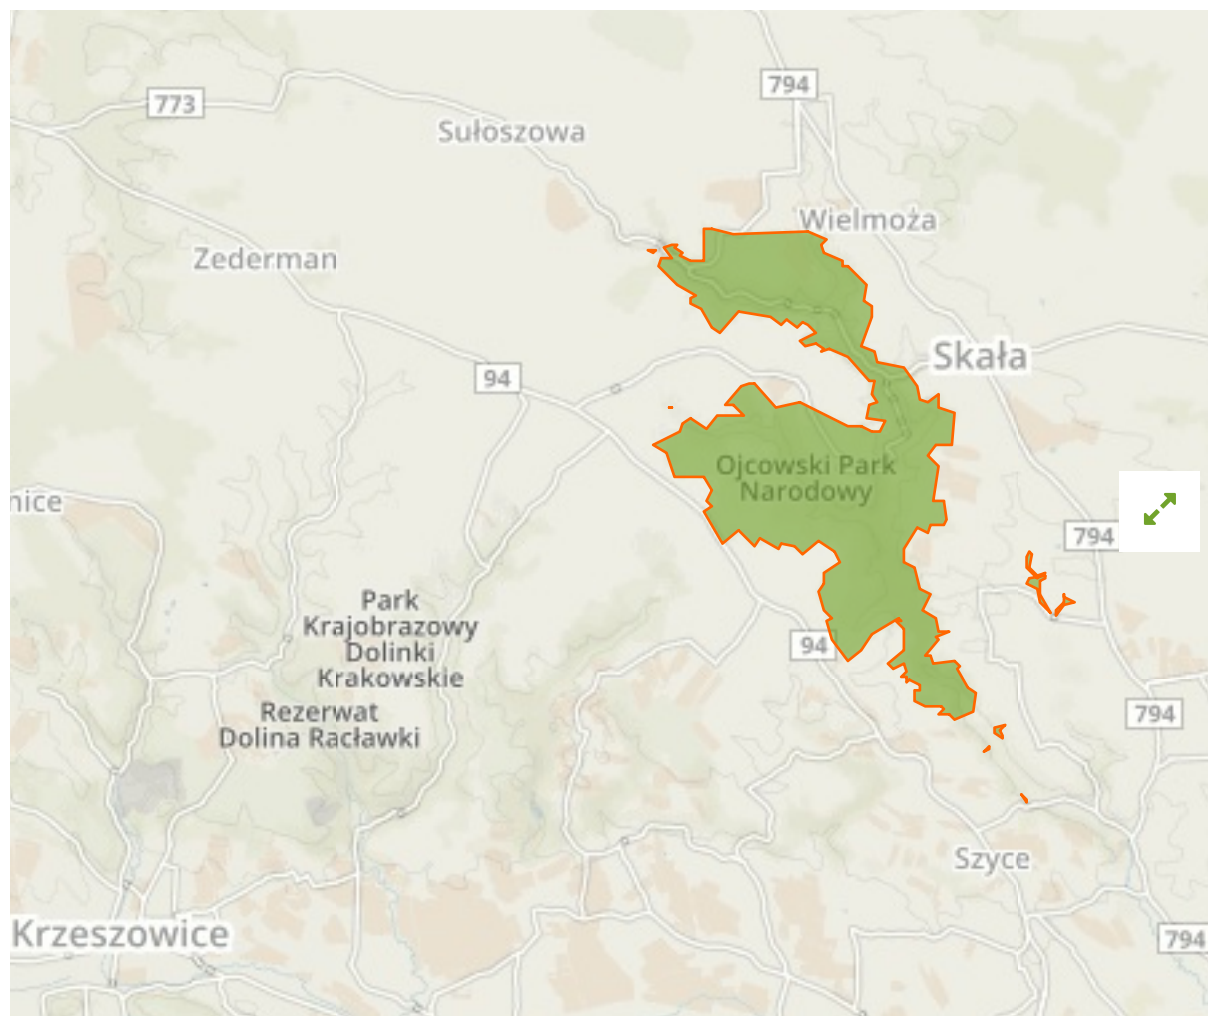 794
773
Sułoszowa
Wielmoża
Zederman
Skała
94
Ojcowski Park
Narodowy
nice
794
Park
Krajobrazowy
Dolinki
Krakowskie
94
Rezerwat
Dolina Racławki
794
Szyce
Krzeszowice
794